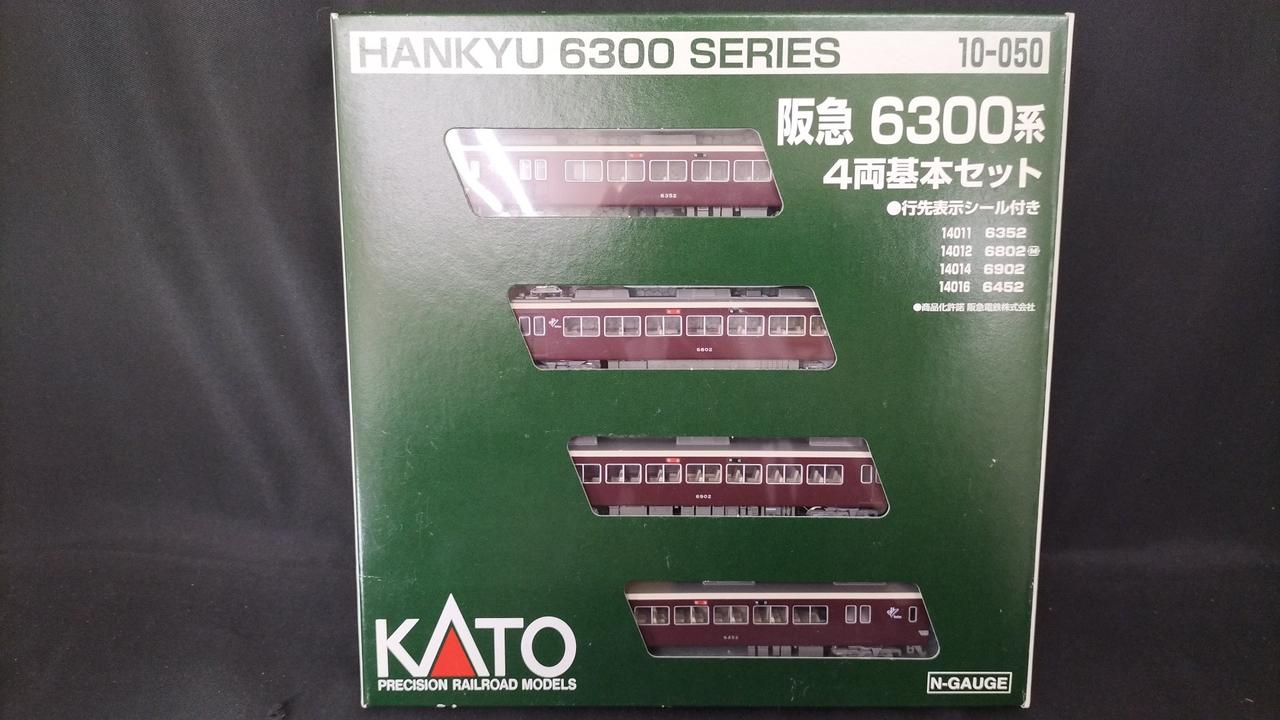 HANKYU 6300 SERIES 10-050
阪急 6300系
4両基本セット
●行先表示シール付き
14011 6352
14012 6802 M
14014 6902
14016 6452
●商品化許諾 阪急電鉄株式会社
6352
6802
6902
6452
KATO
PRECISION RAILROAD MODELS
N-GAUGE